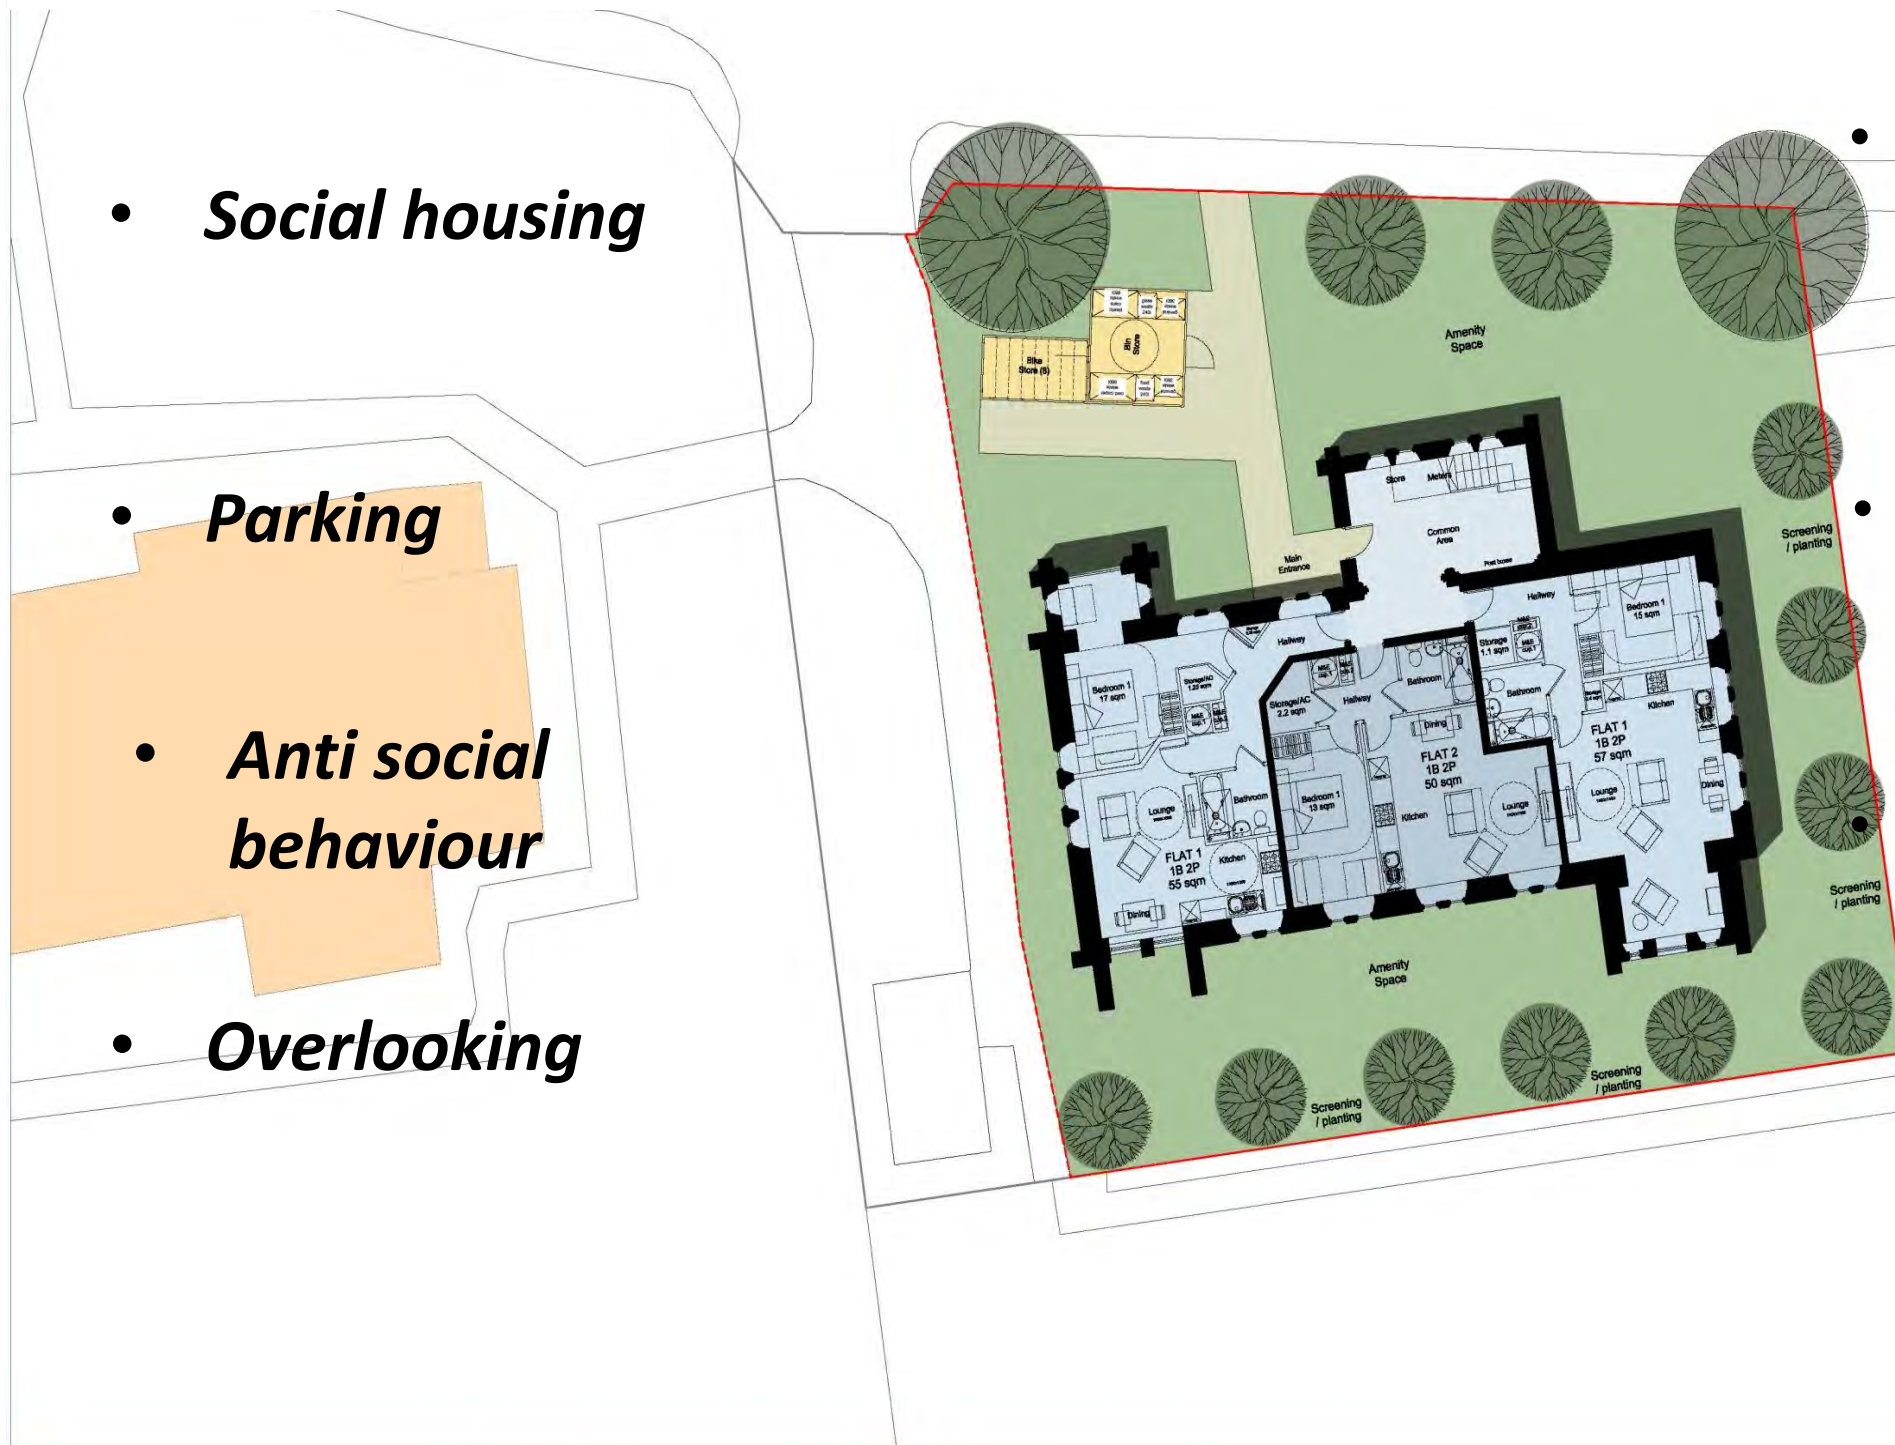 • Social housing
• Parking
• Anti social
behaviour
• Overlooking
•
•
•
Bike
Store (6)
Bin
Store
Amenity
Space
Store
Meters
Common
Area
Post boxes
Main
Entrance
Screening
/ planting
Hallway
Bedroom 1
15 sqm
Storage
1.1 sqm
Bathroom
Kitchen
FLAT 1
1B 2P
57 sqm
Lounge
Dining
Hallway
Bedroom 1
17 sqm
Storage/AC
Bathroom
Lounge
Kitchen
FLAT 1
1B 2P
55 sqm
Dining
Storage/AC
2.2 sqm
Hallway
Bathroom
Dining
FLAT 2
1B 2P
50 sqm
Bedroom 1
13 sqm
Kitchen
Lounge
Screening
/ planting
Amenity
Space
Screening
/ planting
Screening
/ planting